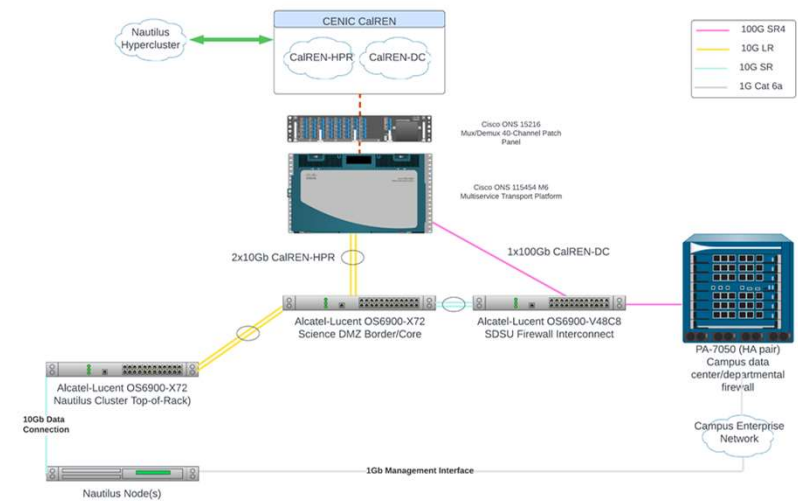 CENIC CalREN
Nautilus
Hypercluster
CalREN-HPR
CalREN-DC
100G SR4
10G LR
10G SR
1G Cat 6a
Cisco ONS 15216
Mux/Demux 40-Channel Patch
Panel
Cisco ONS 115454 M6
Multiservice Transport Platform
2x10Gb CalREN-HPR
1x100Gb CalREN-DC
Alcatel-Lucent OS6900-X72
Science DMZ Border/Core
Alcatel-Lucent OS6900-V48C8
SDSU Firewall Interconnect
PA-7050 (HA pair)
Campus data
center/departmental
firewall
Alcatel-Lucent OS6900-X72
Nautilus Cluster Top-of-Rack)
10Gb Data
Connection
Campus Enterprise
Network
1Gb Management Interface
Nautilus Node(s)